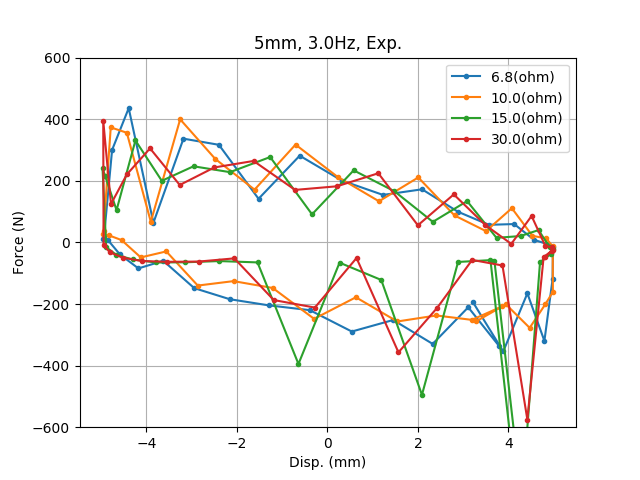 5mm, 3.0Hz, Exp.
6.8(ohm)
10.0(ohm)
15.0(ohm)
30.0(ohm)
600
400
200
0
−200
−400
−600
Force (N)
−4
−2
0
2
4
Disp. (mm)